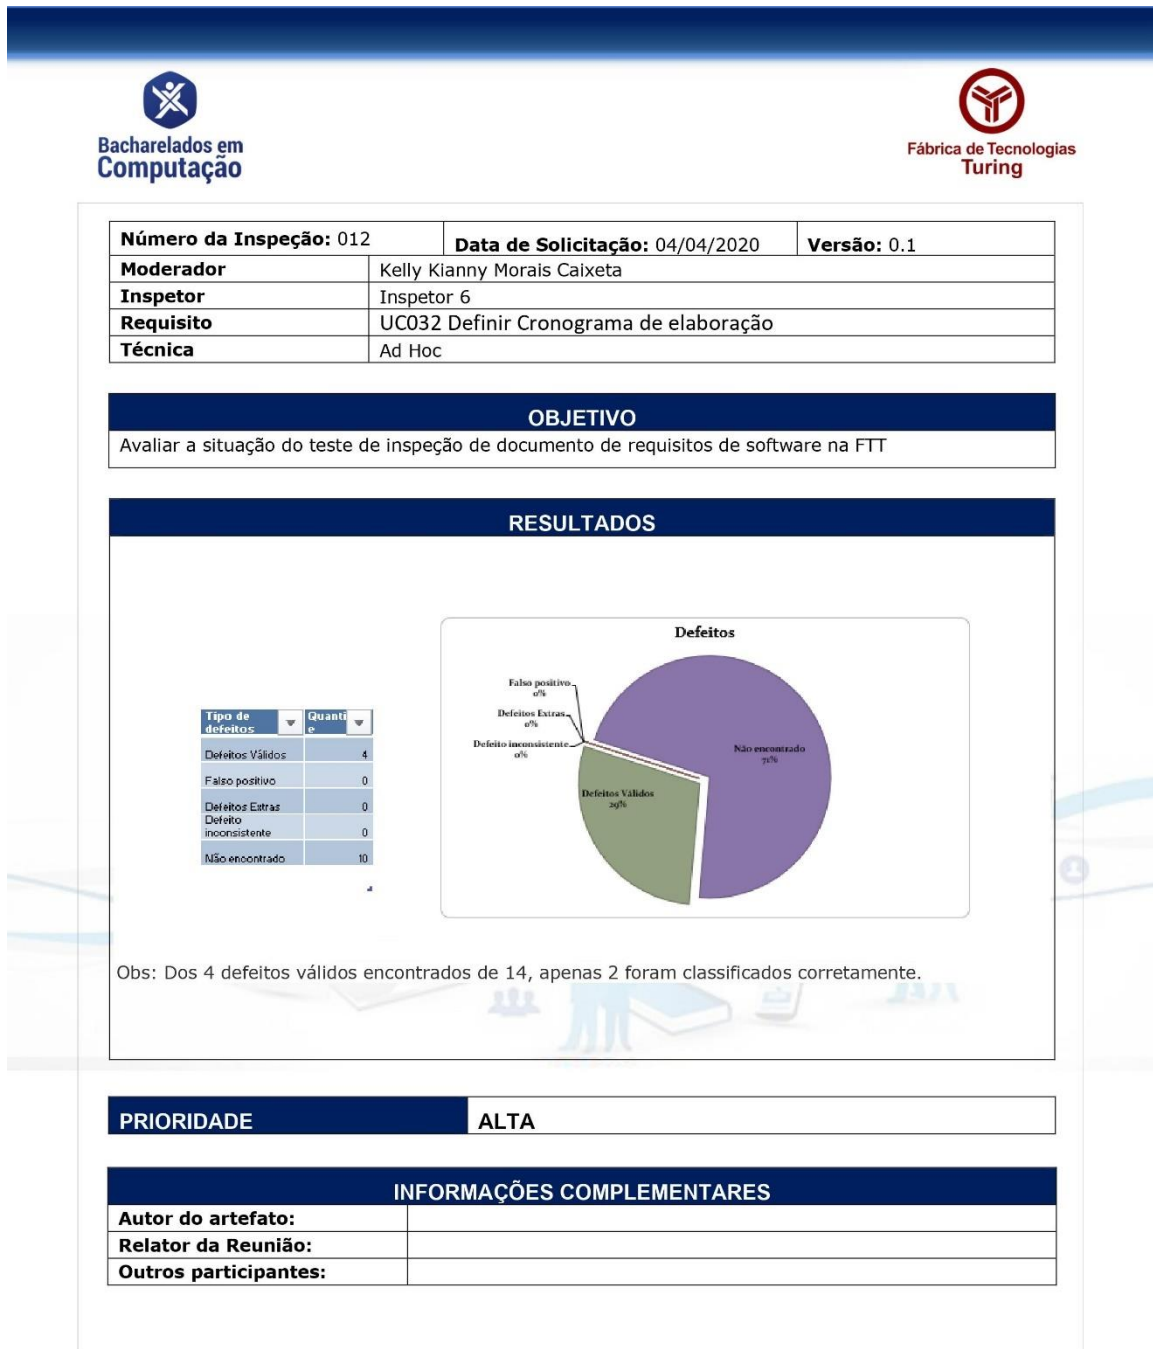 Bacharelados em
Computação
Fábrica de Tecnologias
Turing
Número da Inspeção: 012 Data de Solicitação: 04/04/2020 Versão: 0.1
Moderador Kelly Kianny Morais Caixeta
Inspetor Inspetor 6
Requisito UC032 Definir Cronograma de elaboração
Técnica Ad Hoc
OBJETIVO
Avaliar a situação do teste de inspeção de documento de requisitos de software na FTT
RESULTADOS
Tipo de defeitos Quanti e
Defeitos Válidos 4
Falso positivo 0
Defeitos Extras 0
Defeito inconsistente 0
Não encontrado 10
Defeitos
Falso positivo
0%
Defeitos Extras
0%
Defeito inconsistente
0%
Não encontrado
71%
Defeitos Válidos
29%
Obs: Dos 4 defeitos válidos encontrados de 14, apenas 2 foram classificados corretamente.
PRIORIDADE ALTA
INFORMAÇÕES COMPLEMENTARES
Autor do artefato:
Relator da Reunião:
Outros participantes: